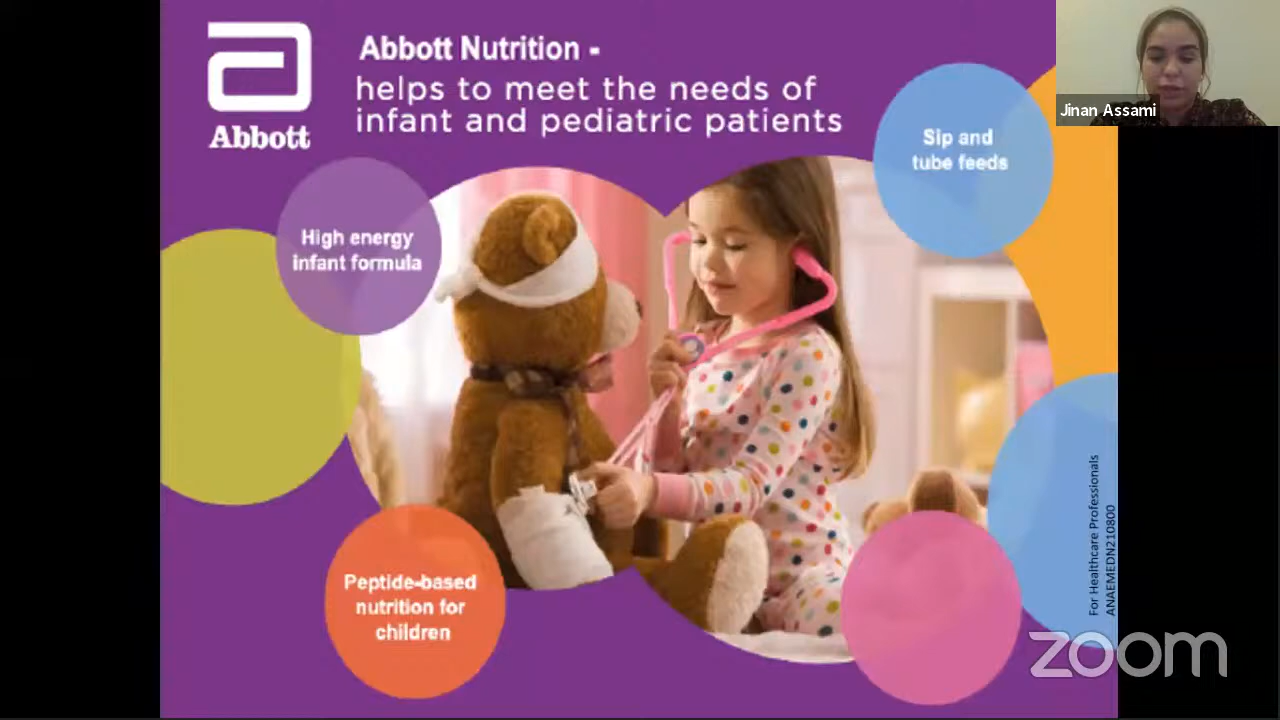 Abbott
Abbott Nutrition -
helps to meet the needs of
infant and pediatric patients
Sip and
tube feeds
Jinan Assami
High energy
infant formula
Peptide-based
nutrition for
children
For Healthcare Professionals
ANAEMEDN210800
zoom